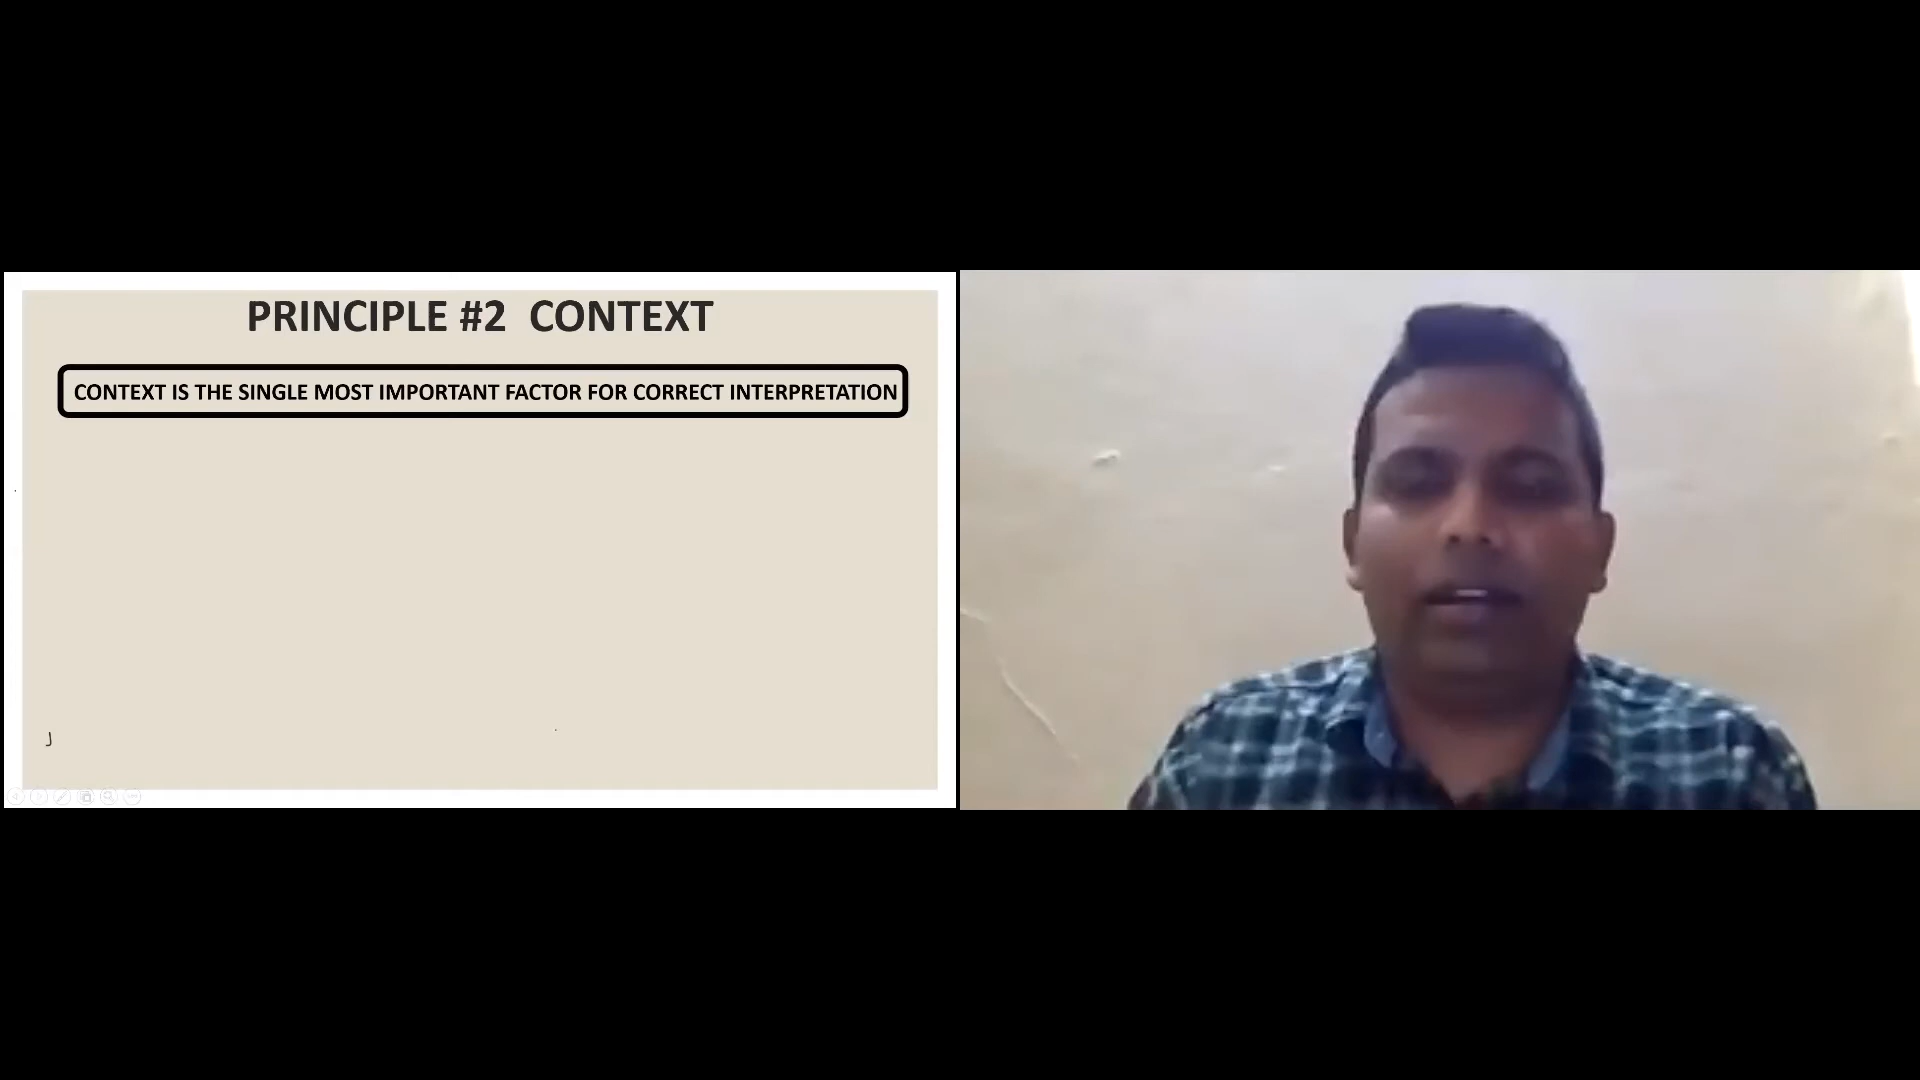 PRINCIPLE #2 CONTEXT
CONTEXT IS THE SINGLE MOST IMPORTANT FACTOR FOR CORRECT INTERPRETATION
J